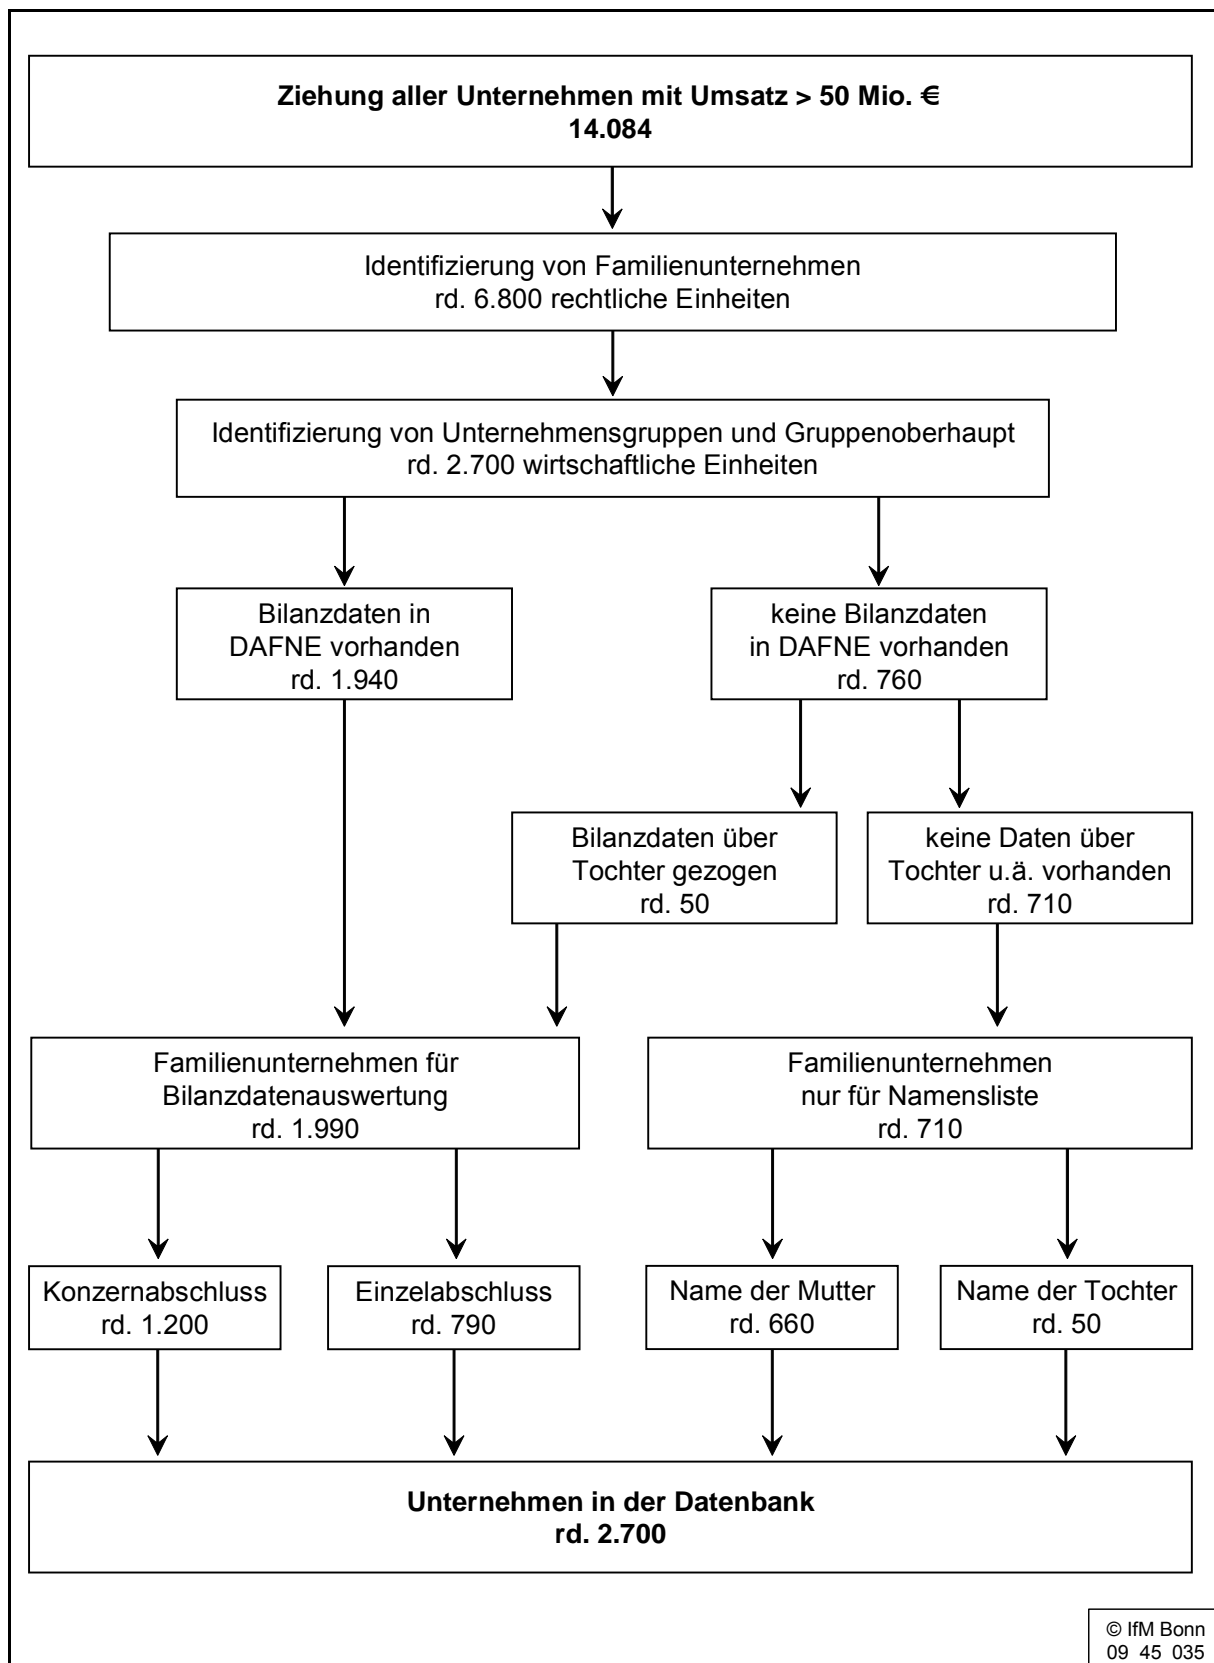 Ziehung aller Unternehmen mit Umsatz > 50 Mio. €
14.084
Identifizierung von Familienunternehmen
rd. 6.800 rechtliche Einheiten
Identifizierung von Unternehmensgruppen und Gruppenoberhaupt
rd. 2.700 wirtschaftliche Einheiten
Bilanzdaten in
DAFNE vorhanden
rd. 1.940
keine Bilanzdaten
in DAFNE vorhanden
rd. 760
Bilanzdaten über
Tochter gezogen
rd. 50
keine Daten über
Tochter u.ä. vorhanden
rd. 710
Familienunternehmen für
Bilanzdatenauswertung
rd. 1.990
Familienunternehmen
nur für Namensliste
rd. 710
Konzernabschluss
rd. 1.200
Einzelabschluss
rd. 790
Name der Mutter
rd. 660
Name der Tochter
rd. 50
Unternehmen in der Datenbank
rd. 2.700
© IfM Bonn
09 45 035